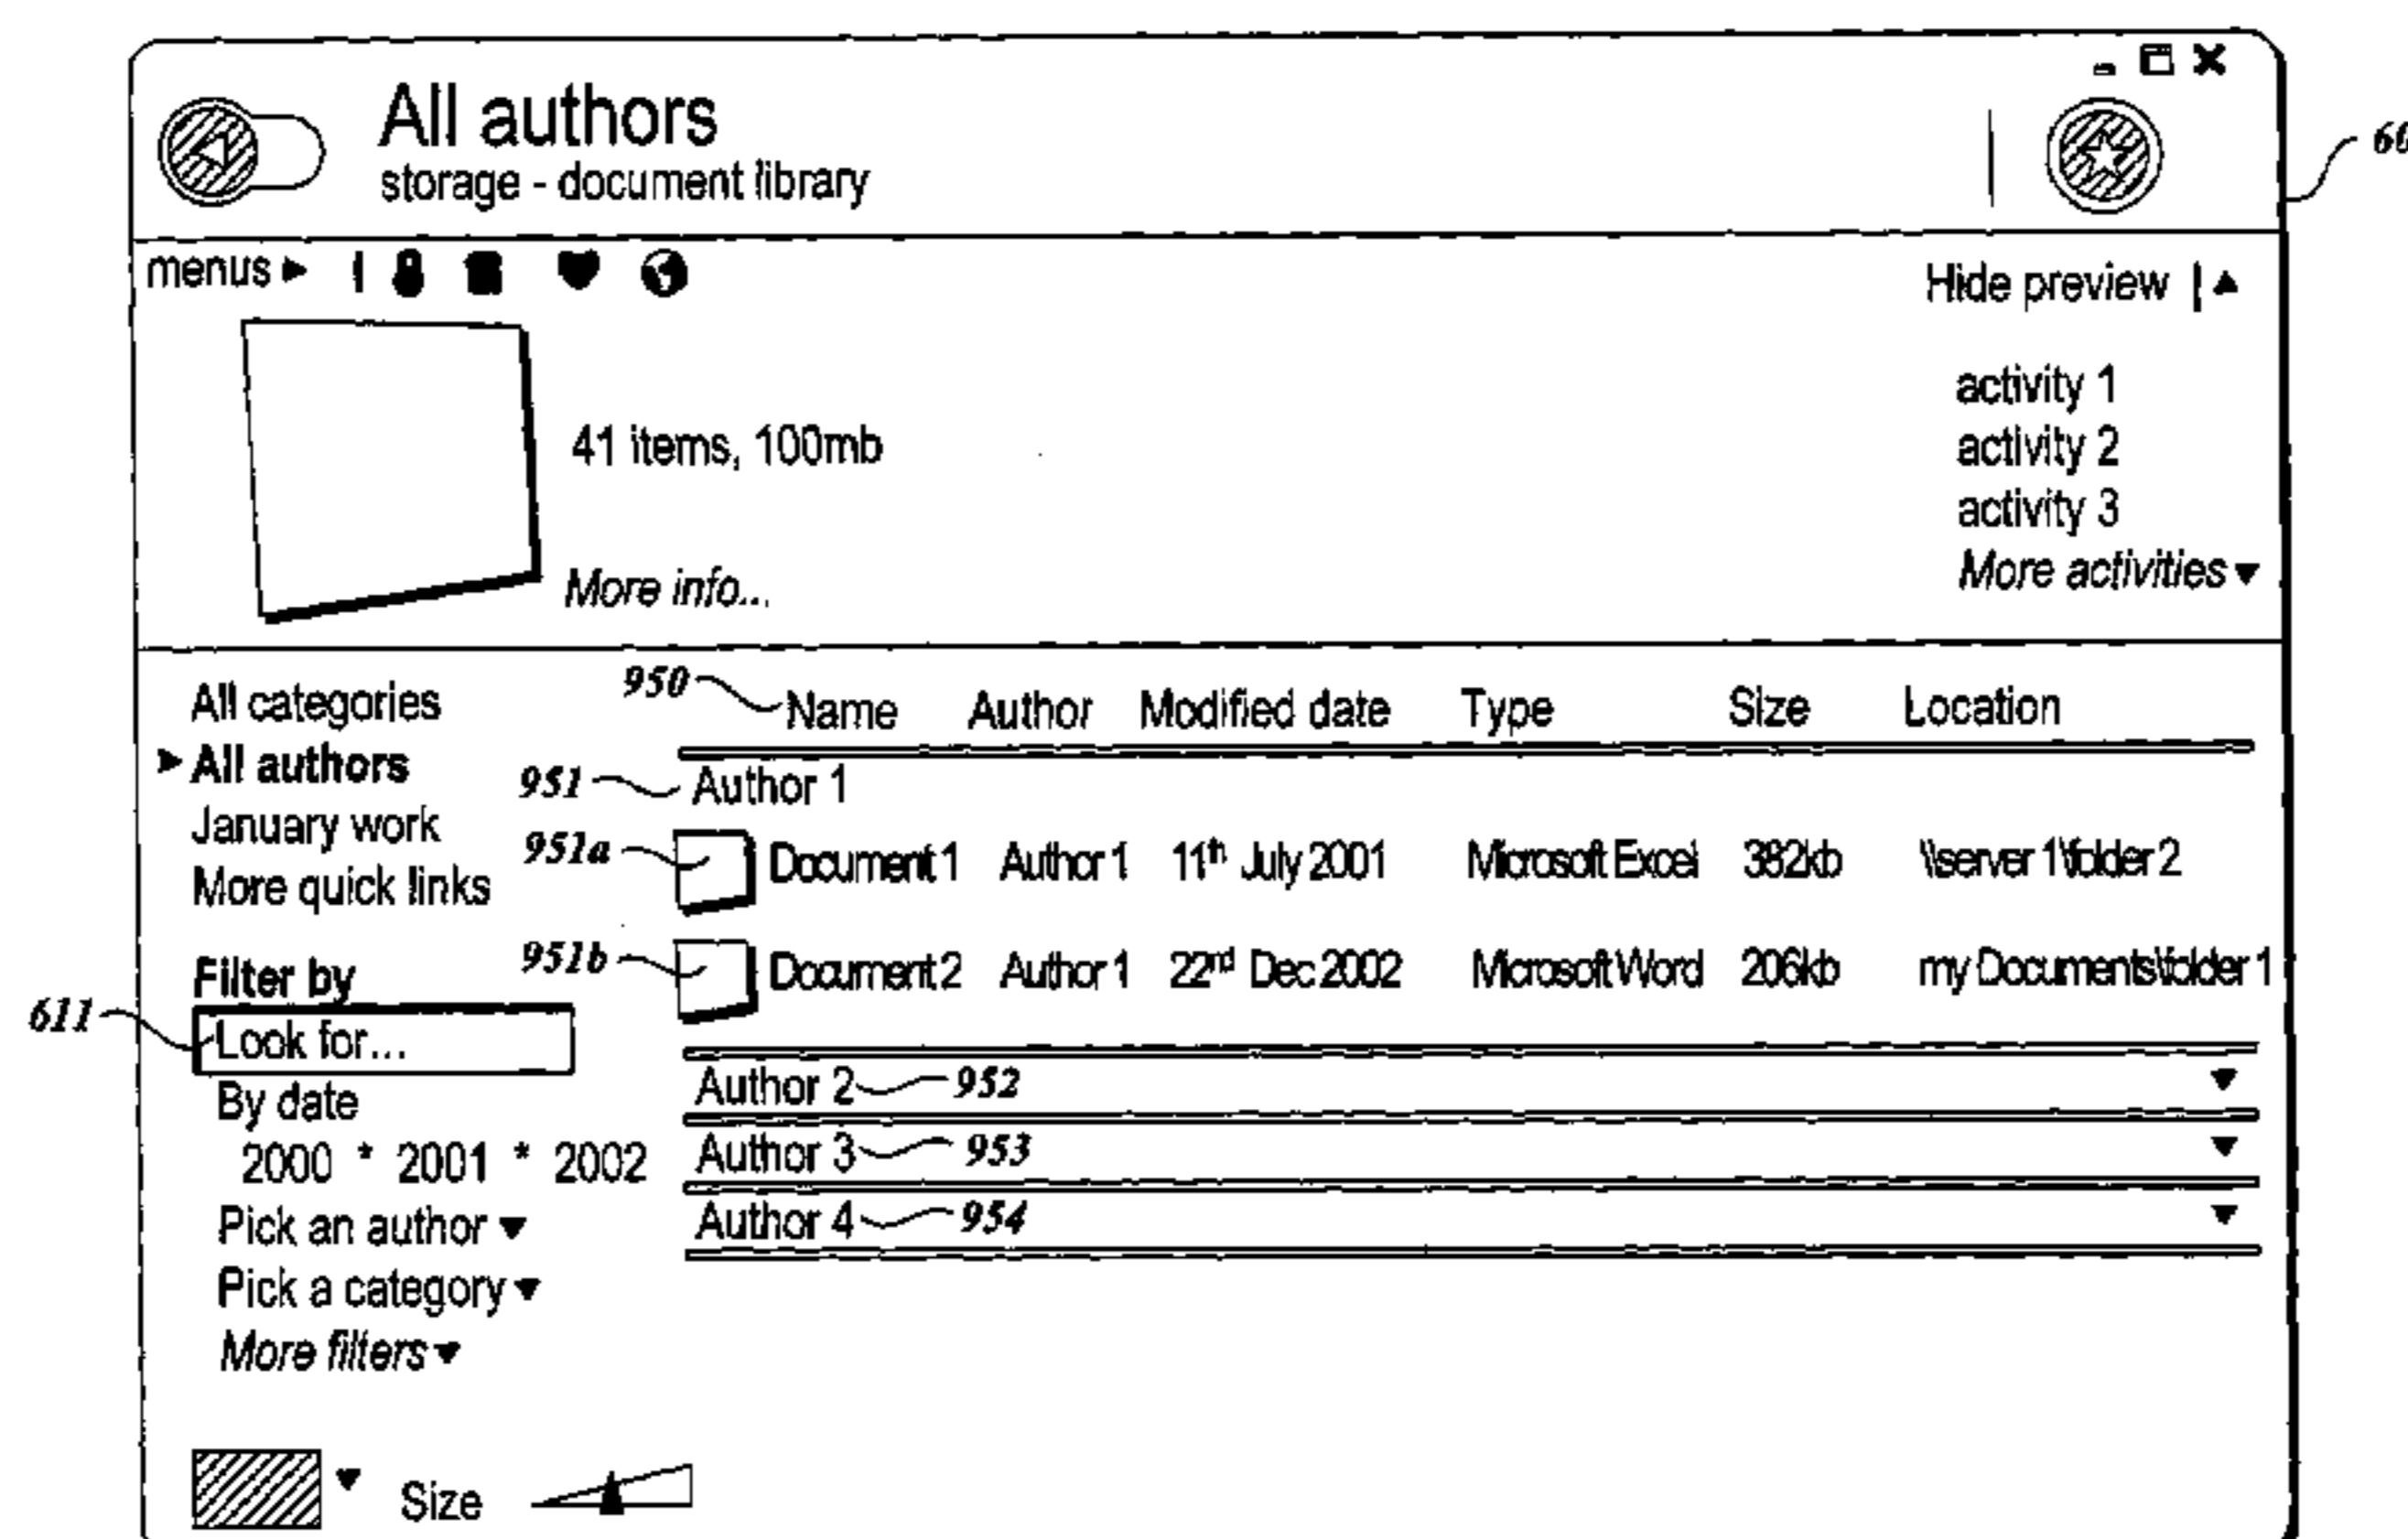 All authors
storage - document library
menus
Hide preview
41 items, 100mb
More info...
activity 1
activity 2
activity 3
More activities
All categories
All authors
January work
More quick links
Filter by
611
Look for...
By date
2000 * 2001 * 2002
Pick an author
Pick a category
More filters
Size
950 Name Author Modified date Type Size Location
951 Author 1
951a Document 1 Author 1 11th July 2001 Microsoft Excel 382kb \\server 1\folder 2
951b Document 2 Author 1 22nd Dec 2002 Microsoft Word 206kb my Documents\folder 1
Author 2 952
Author 3 953
Author 4 954